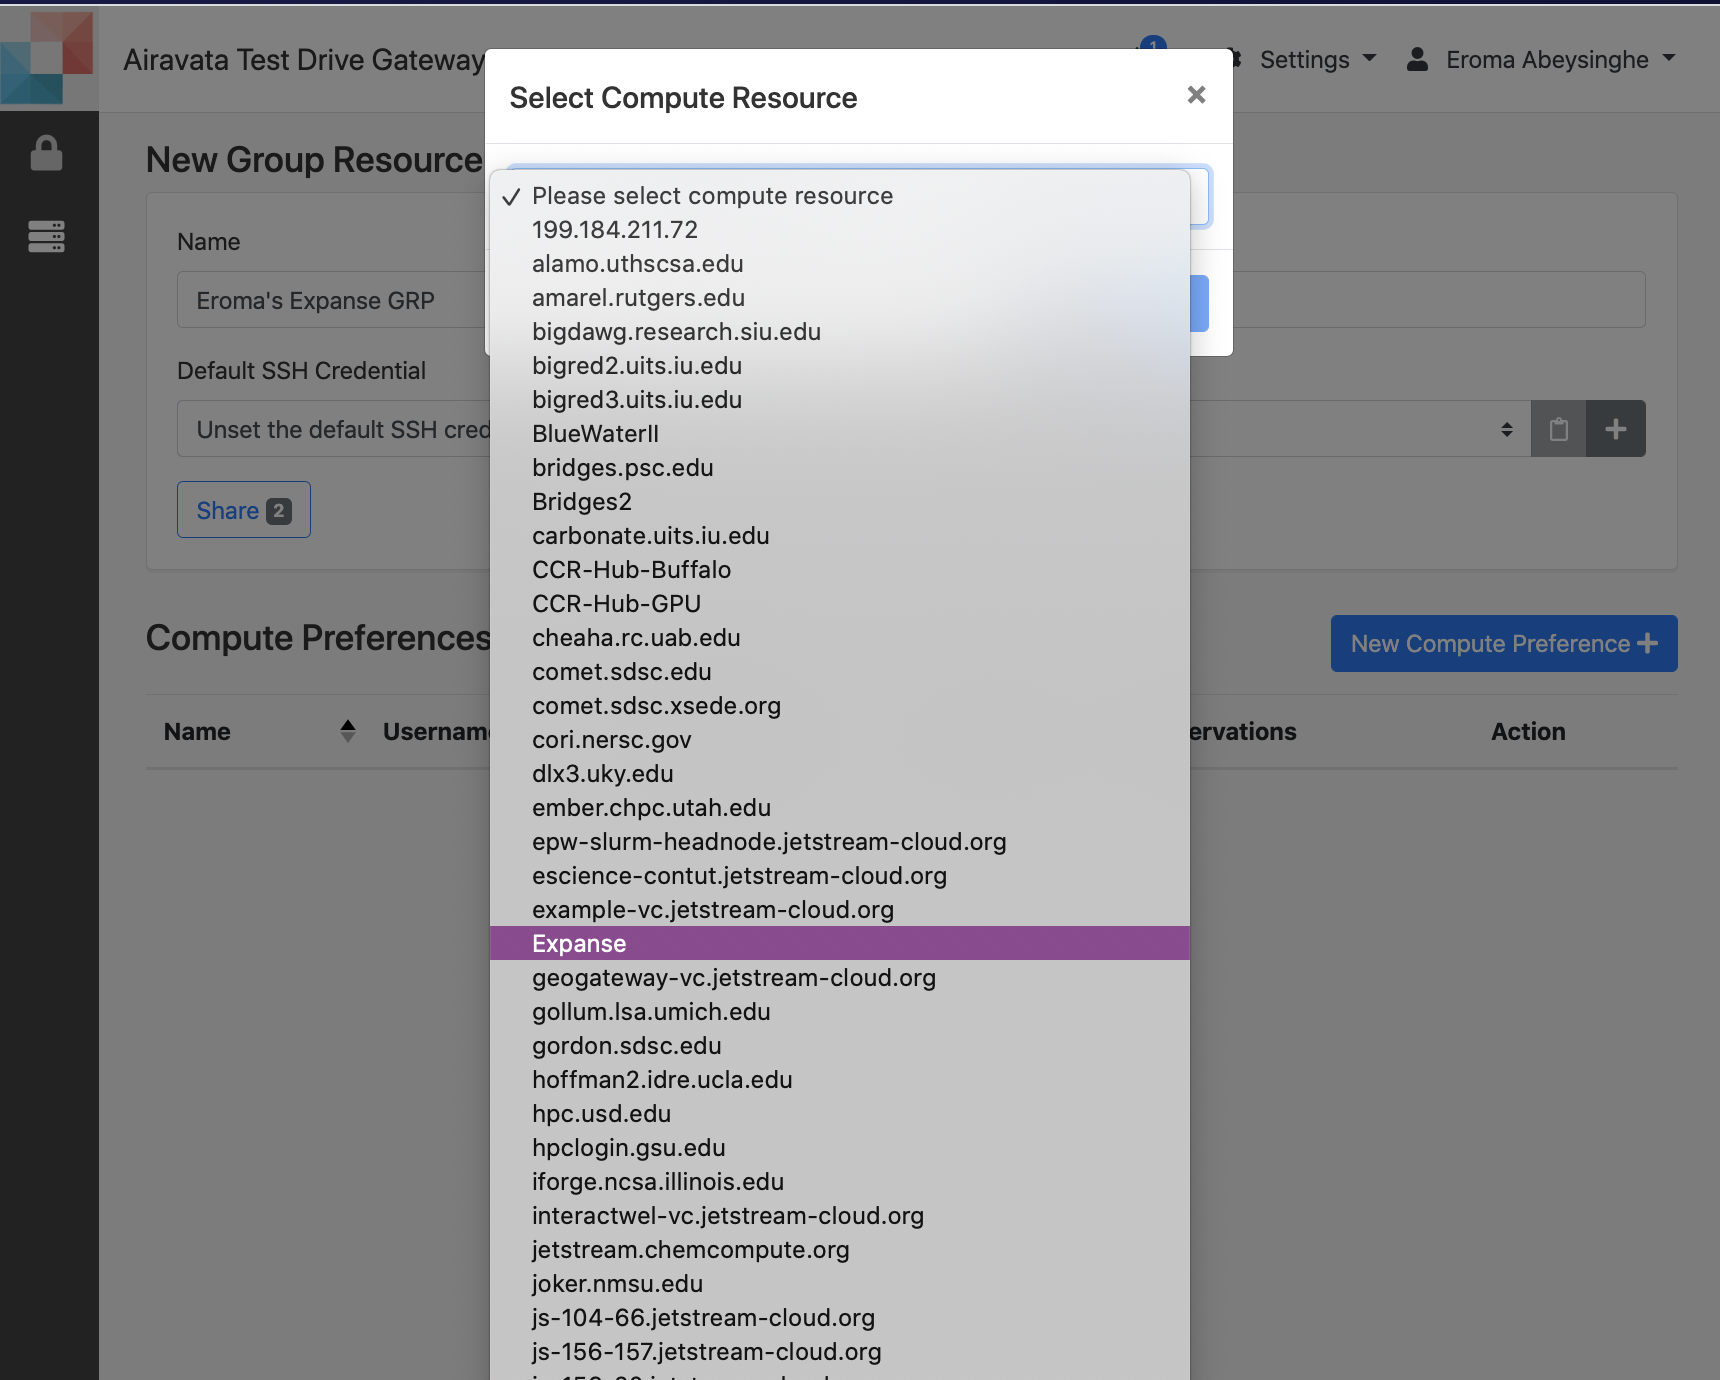 Airavata Test Drive Gateway
1
Settings
Eroma Abeysinghe
Select Compute Resource
×
New Group Resource
Name
Eroma's Expanse GRP
Default SSH Credential
Unset the default SSH
Share 2
Compute Preferences
New Compute Preference +
Name
Action
✓ Please select compute resource
199.184.211.72
alamo.uthscsa.edu
amarel.rutgers.edu
bigdawg.research.siu.edu
bigred2.uits.iu.edu
bigred3.uits.iu.edu
BlueWaterII
bridges.psc.edu
Bridges2
carbonate.uits.iu.edu
CCR-Hub-Buffalo
CCR-Hub-GPU
cheaha.rc.uab.edu
comet.sdsc.edu
comet.sdsc.xsede.org
cori.nersc.gov
dlx3.uky.edu
ember.chpc.utah.edu
epw-slurm-headnode.jetstream-cloud.org
escience-contut.jetstream-cloud.org
example-vc.jetstream-cloud.org
Expanse
geogateway-vc.jetstream-cloud.org
gollum.lsa.umich.edu
gordon.sdsc.edu
hoffman2.idre.ucla.edu
hpc.usd.edu
hpclogin.gsu.edu
iforge.ncsa.illinois.edu
interactwel-vc.jetstream-cloud.org
jetstream.chemcompute.org
joker.nmsu.edu
js-104-66.jetstream-cloud.org
js-156-157.jetstream-cloud.org